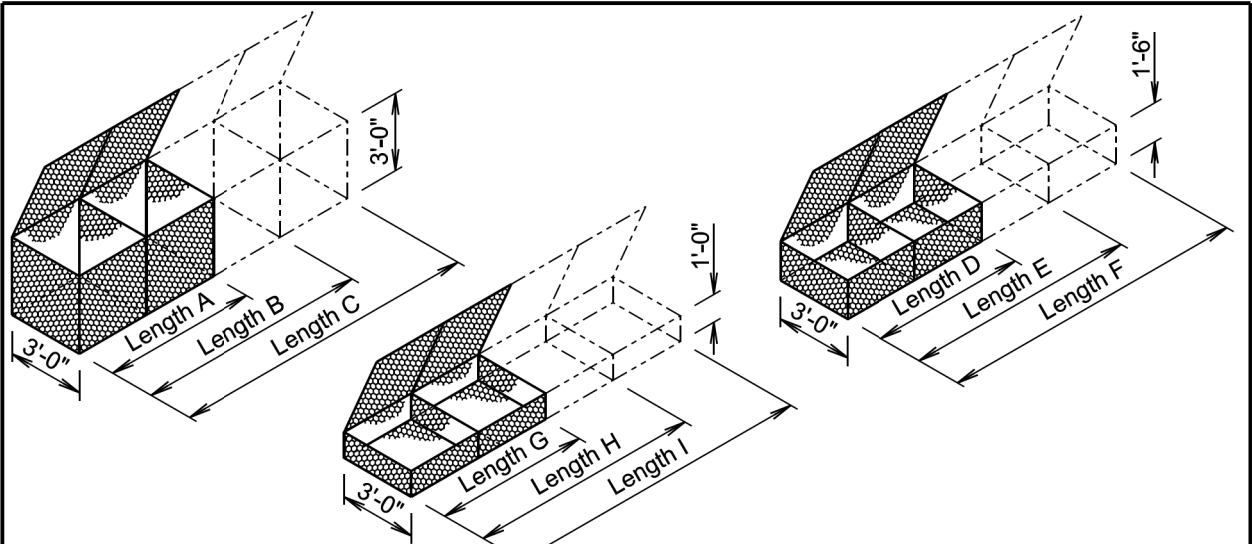 3'-0"
Length A
Length B
Length C
3'-0"
1'-0"
Length G
Length H
Length I
3'-0"
1'-6"
Length D
Length E
Length F
3'-0"